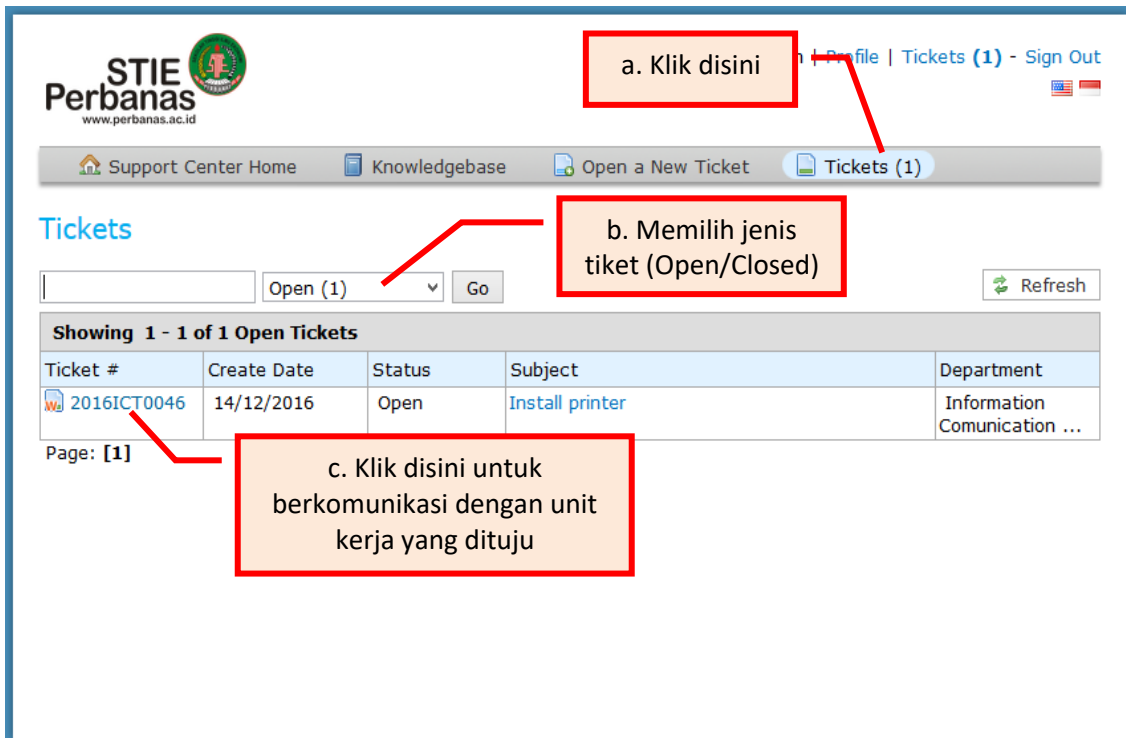 STIE
Perbanas
www.perbanas.ac.id
a. Klik disini
| Profile | Tickets (1) - Sign Out
Support Center Home Knowledgebase Open a New Ticket Tickets (1)
Tickets
b. Memilih jenis
tiket (Open/Closed)
Open (1) Go Refresh
Showing 1 - 1 of 1 Open Tickets
Ticket # Create Date Status Subject Department
2016ICT0046 14/12/2016 Open Install printer Information
Comunication ...
Page: [1]
c. Klik disini untuk
berkomunikasi dengan unit
kerja yang dituju